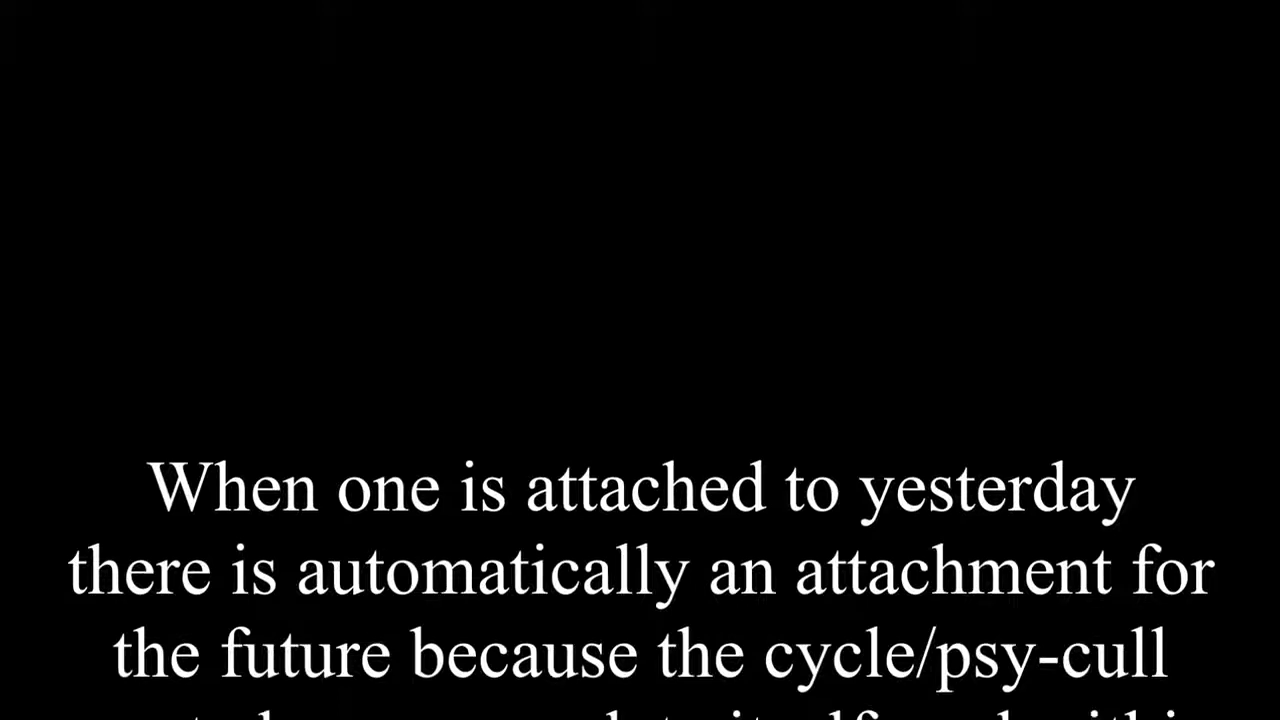 When one is attached to yesterday
there is automatically an attachment for
the future because the cycle/psy-cull